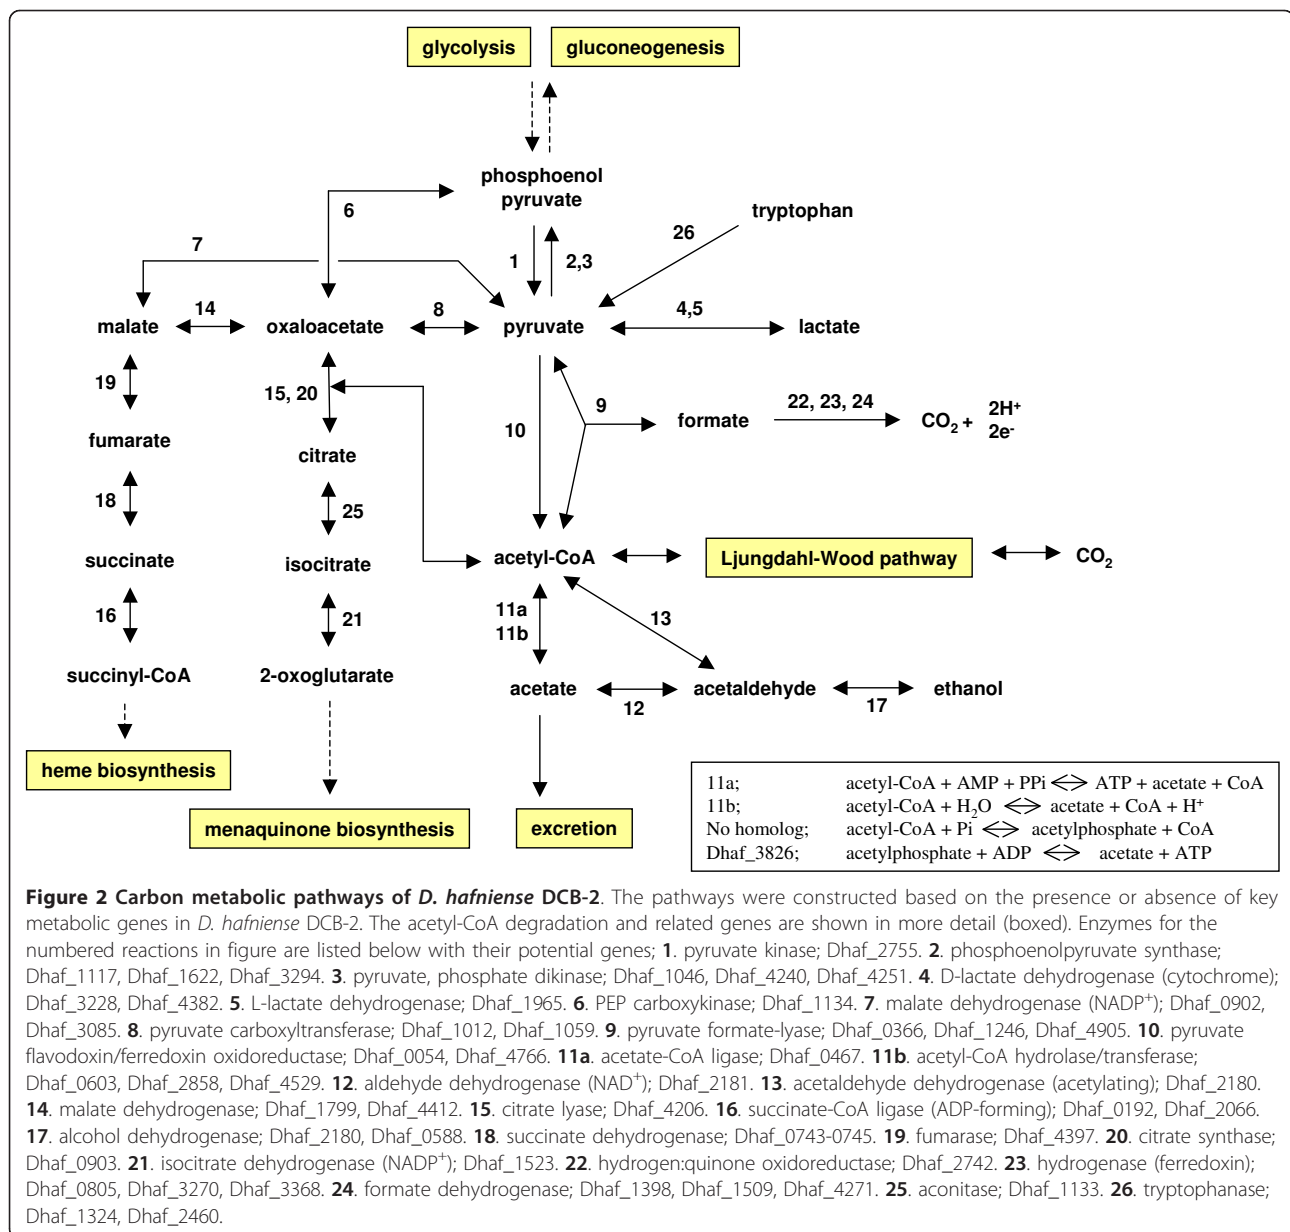 glycolysis gluconeogenesis
phosphoenol
pyruvate
tryptophan
6
26
7
1 2,3
14 8 4,5
malate oxaloacetate pyruvate lactate
19 15, 20
9 22, 23, 24
10 formate CO2 + 2H+
2e-
fumarate citrate
18 25
succinate isocitrate acetyl-CoA Ljungdahl-Wood pathway CO2
16 21 11a 13
11b
succinyl-CoA 2-oxoglutarate acetate acetaldehyde ethanol
12 17
heme biosynthesis
menaquinone biosynthesis excretion
11a; acetyl-CoA + AMP + PPi <=> ATP + acetate + CoA
11b; acetyl-CoA + H2O <=> acetate + CoA + H+
No homolog; acetyl-CoA + Pi <=> acetylphosphate + CoA
Dhaf_3826; acetylphosphate + ADP <=> acetate + ATP
Figure 2 Carbon metabolic pathways of D. hafniense DCB-2. The pathways were constructed based on the presence or absence of key
metabolic genes in D. hafniense DCB-2. The acetyl-CoA degradation and related genes are shown in more detail (boxed). Enzymes for the
numbered reactions in figure are listed below with their potential genes; 1. pyruvate kinase; Dhaf_2755. 2. phosphoenolpyruvate synthase;
Dhaf_1117, Dhaf_1622, Dhaf_3294. 3. pyruvate, phosphate dikinase; Dhaf_1046, Dhaf_4240, Dhaf_4251. 4. D-lactate dehydrogenase (cytochrome);
Dhaf_3228, Dhaf_4382. 5. L-lactate dehydrogenase; Dhaf_1965. 6. PEP carboxykinase; Dhaf_1134. 7. malate dehydrogenase (NADP+); Dhaf_0902,
Dhaf_3085. 8. pyruvate carboxyltransferase; Dhaf_1012, Dhaf_1059. 9. pyruvate formate-lyase; Dhaf_0366, Dhaf_1246, Dhaf_4905. 10. pyruvate
flavodoxin/ferredoxin oxidoreductase; Dhaf_0054, Dhaf_4766. 11a. acetate-CoA ligase; Dhaf_0467. 11b. acetyl-CoA hydrolase/transferase;
Dhaf_0603, Dhaf_2858, Dhaf_4529. 12. aldehyde dehydrogenase (NAD+); Dhaf_2181. 13. acetaldehyde dehydrogenase (acetylating); Dhaf_2180.
14. malate dehydrogenase; Dhaf_1799, Dhaf_4412. 15. citrate lyase; Dhaf_4206. 16. succinate-CoA ligase (ADP-forming); Dhaf_0192, Dhaf_2066.
17. alcohol dehydrogenase; Dhaf_2180, Dhaf_0588. 18. succinate dehydrogenase; Dhaf_0743-0745. 19. fumarase; Dhaf_4397. 20. citrate synthase;
Dhaf_0903. 21. isocitrate dehydrogenase (NADP+); Dhaf_1523. 22. hydrogen:quinone oxidoreductase; Dhaf_2742. 23. hydrogen (ferredoxin);
Dhaf_0805, Dhaf_3270, Dhaf_3368. 24. formate dehydrogenase; Dhaf_1398, Dhaf_1509, Dhaf_4271. 25. aconitase; Dhaf_1133. 26. tryptophanase;
Dhaf_1324, Dhaf_2460.